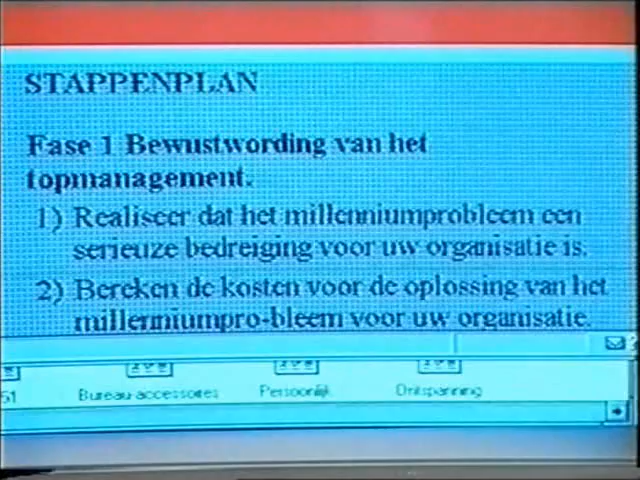 STAPPENPLAN
Fase 1 Bewustwording van het
topmanagement.
1) Realiseer dat het millenniumprobleem een
serieuze bedreiging voor uw organisatie is.
2) Bereken de kosten voor de oplossing van het
millenniumpro-bleem voor uw organisatie.
51 Bureau-accessoires Persoonlijk Ontspanning